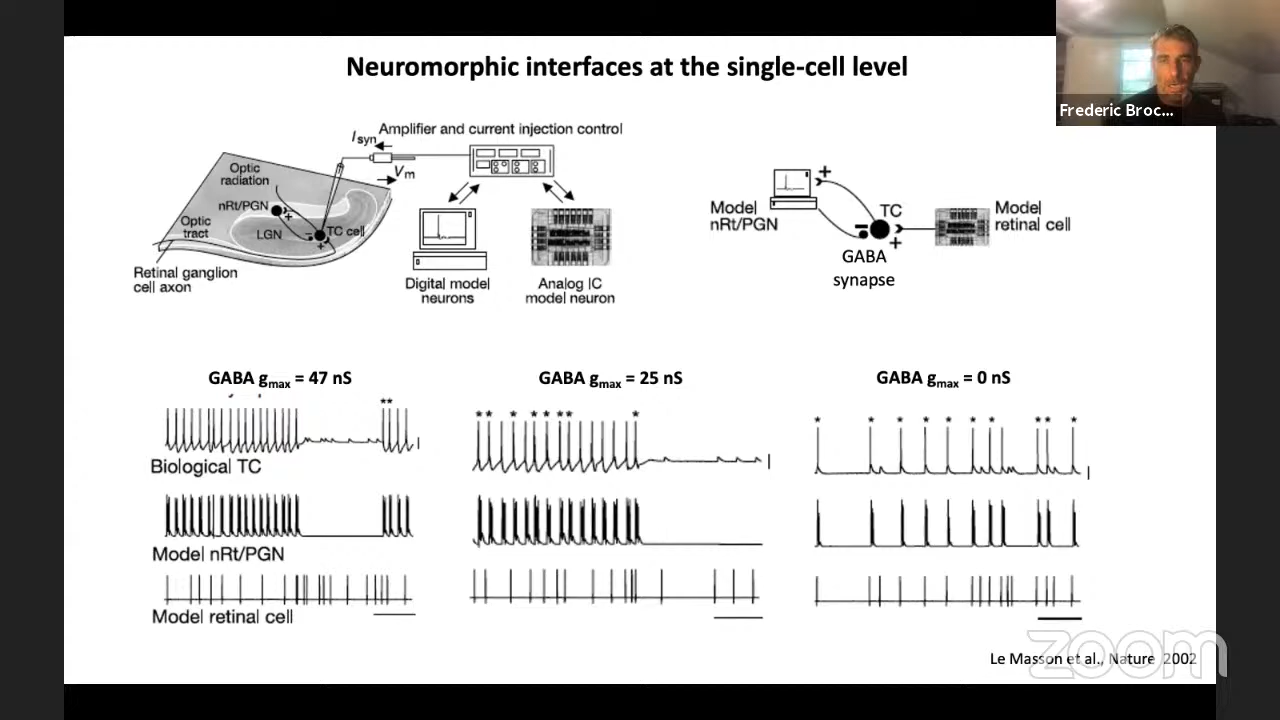 Neuromorphic interfaces at the single-cell level
Frederic Broc...
Isyn
Amplifier and current injection control
Vm
Optic
radiation
nRt/PGN
+
Optic
tract
LGN
TC cell
−
+
Retinal ganglion
cell axon
Digital model
neurons
Analog IC
model neuron
+
Model
nRt/PGN
TC
−
+
Model
retinal cell
GABA
synapse
GABA gmax = 47 nS
GABA gmax = 25 nS
GABA gmax = 0 nS
**
** * * * ** *
* * * * * * * ** *
Biological TC
Model nRt/PGN
Model retinal cell
Le Masson et al., Nature 2002
zoom